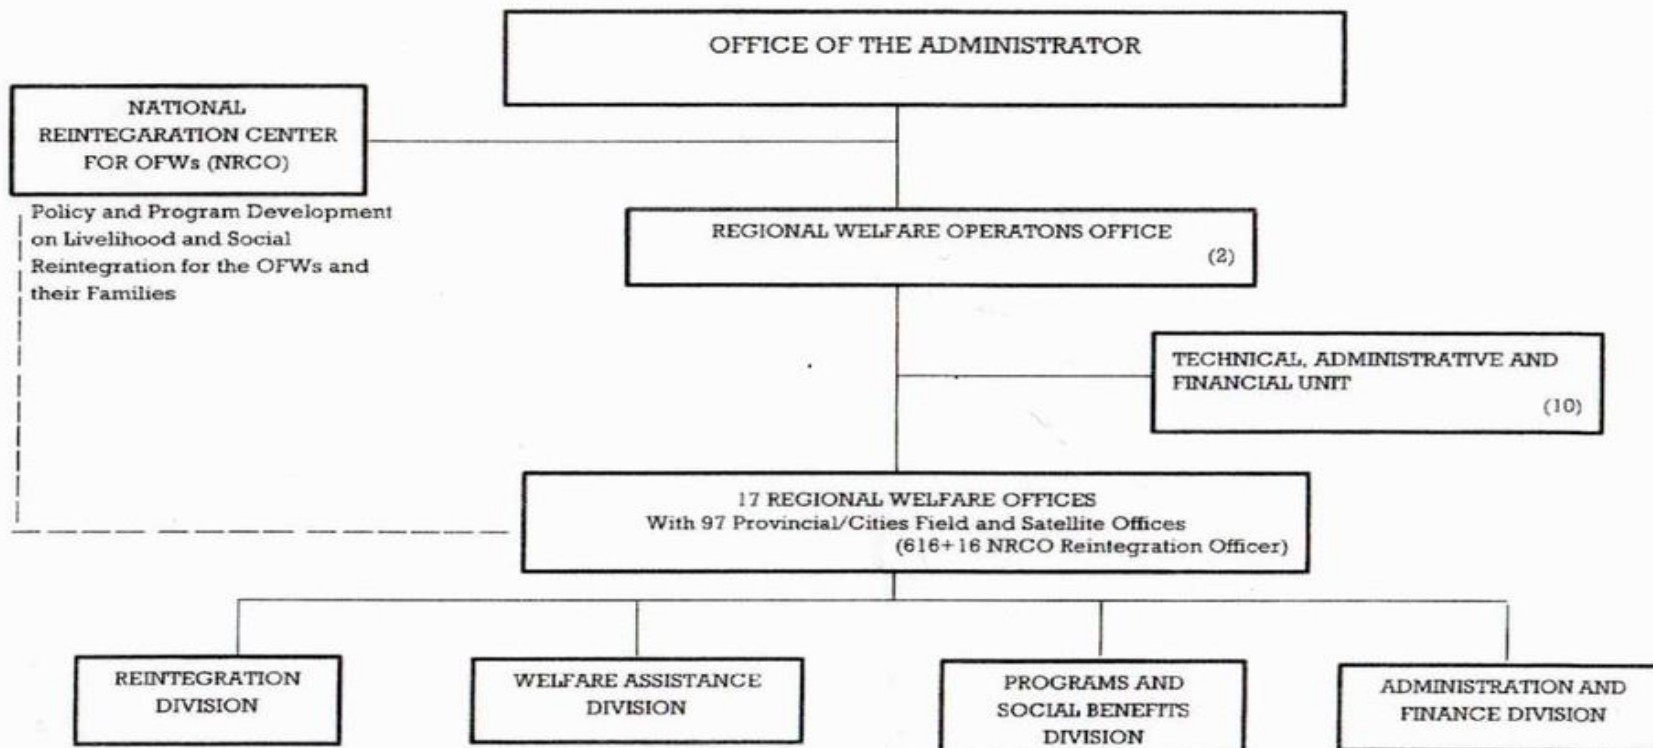 OFFICE OF THE ADMINISTRATOR
NATIONAL
REINTEGARATION CENTER
FOR OFWs (NRCO)
Policy and Program Development
on Livelihood and Social
Reintegration for the OFWs and
their Families
REGIONAL WELFARE OPERATONS OFFICE
(2)
TECHNICAL, ADMINISTRATIVE AND
FINANCIAL UNIT
(10)
17 REGIONAL WELFARE OFFICES
With 97 Provincial/Cities Field and Satellite Offices
(616+16 NRCO Reintegration Officer)
REINTEGRATION
DIVISION
WELFARE ASSISTANCE
DIVISION
PROGRAMS AND
SOCIAL BENEFITS
DIVISION
ADMINISTRATION AND
FINANCE DIVISION